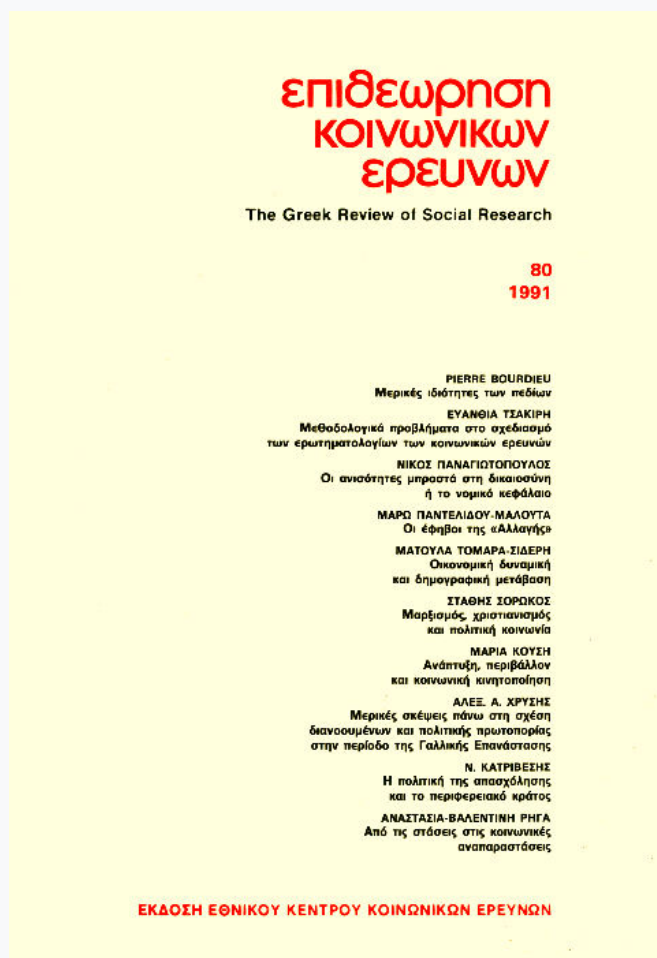 επιθεωρηση
κοινωνικων
ερευνων
The Greek Review of Social Research
80
1991
PIERRE BOURDIEU
Μερικές ιδιότητες των πεδίων
ΕΥΑΝΘΙΑ ΤΣΑΚΙΡΗ
Μεθοδολογικά προβλήματα στο σχεδιασμό
των ερωτηματολογίων των κοινωνικών ερευνών
ΝΙΚΟΣ ΠΑΝΑΓΙΩΤΟΠΟΥΛΟΣ
Οι ανισότητες μπροστά στη δικαιοσύνη
ή το νομικό κεφάλαιο
ΜΑΡΩ ΠΑΝΤΕΛΙΔΟΥ-ΜΑΛΟΥΤΑ
Οι έφηβοι της «Αλλαγής»
ΜΑΤΟΥΛΑ ΤΟΜΑΡΑ-ΣΙΔΕΡΗ
Οικονομική δυναμική
και δημογραφική μετάβαση
ΣΤΑΘΗΣ ΣΟΡΩΚΟΣ
Μαρξισμός, χριστιανισμός
και πολιτική κοινωνία
ΜΑΡΙΑ ΚΟΥΣΗ
Ανάπτυξη, περιβάλλον
και κοινωνική κινητοποίηση
ΑΛΕΞ. Α. ΧΡΥΣΗΣ
Μερικές σκέψεις πάνω στη σχέση
διανοουμένων και πολιτικής πρωτοπορίας
στην περίοδο της Γαλλικής Επανάστασης
Ν. ΚΑΤΡΙΒΕΣΗΣ
Η πολιτική της απασχόλησης
και το περιφερειακό κράτος
ΑΝΑΣΤΑΣΙΑ-ΒΑΛΕΝΤΙΝΗ ΡΗΓΑ
Από τις στάσεις στις κοινωνικές
αναπαραστάσεις
ΕΚΔΟΣΗ ΕΘΝΙΚΟΥ ΚΕΝΤΡΟΥ ΚΟΙΝΩΝΙΚΩΝ ΕΡΕΥΝΩΝ